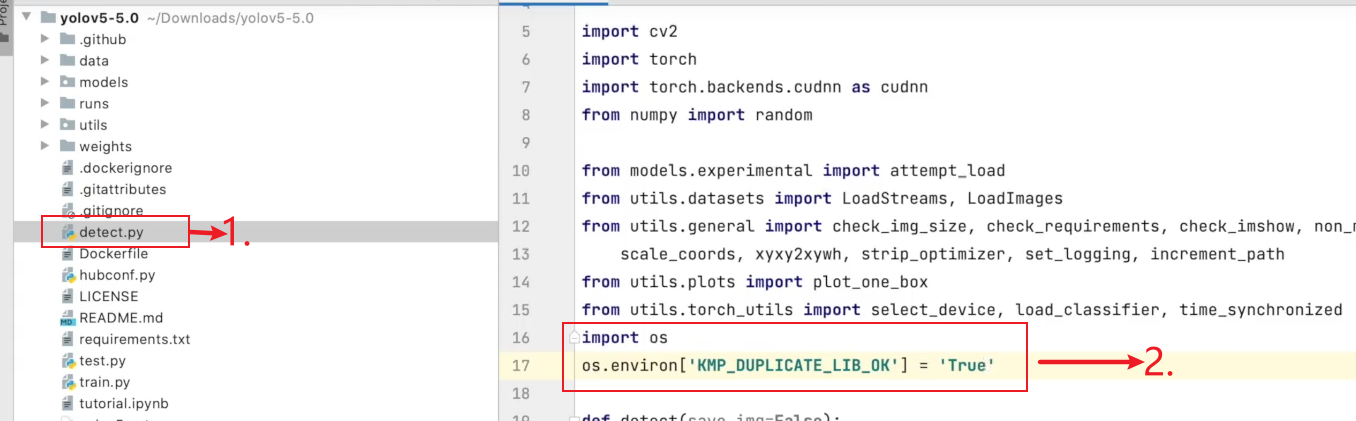 yolov5-5.0 ~/Downloads/yolov5-5.0
.github
data
models
runs
utils
weights
.dockerignore
.gitattributes
.gitignore
detect.py
1.
Dockerfile
hubconf.py
LICENSE
README.md
requirements.txt
test.py
train.py
tutorial.ipynb
5 import cv2
6 import torch
7 import torch.backends.cudnn as cudnn
8 from numpy import random
9
10 from models.experimental import attempt_load
11 from utils.datasets import LoadStreams, LoadImages
12 from utils.general import check_img_size, check_requirements, check_imshow,
13 scale_coords, xyxy2xywh, strip_optimizer, set_logging, increment_path
14 from utils.plots import plot_one_box
15 from utils.torch_utils import select_device, load_classifier, time_synchronized
16 import os
17 os.environ['KMP_DUPLICATE_LIB_OK'] = 'True'
2.
18
def detect(save_img=False):